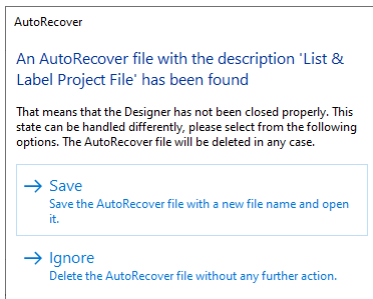 AutoRecover
An AutoRecover file with the description 'List &
Label Project File' has been found
That means that the Designer has not been closed properly. This
state can be handled differently, please select from the following
options. The AutoRecover file will be deleted in any case.
→ Save
Save the AutoRecover file with a new file name and open
it.
→ Ignore
Delete the AutoRecover file without any further action.